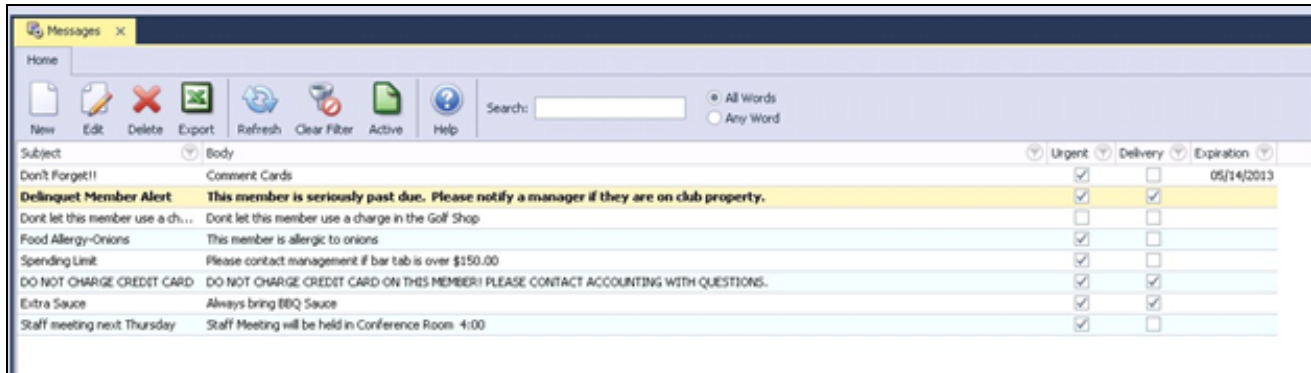 Messages
Home
New Edit Delete Export Refresh Clear Filter Active Help Search: All Words
Any Word
Subject Body Urgent Delivery Expiration
Don't Forget!! Comment Cards 05/14/2013
Delinquet Member Alert This member is seriously past due. Please notify a manager if they are on club property.
Dont let this member use a ch... Dont let this member use a charge in the Golf Shop
Food Allergy-Onions This member is allergic to onions
Spending Limit Please contact management if bar tab is over $150.00
DO NOT CHARGE CREDIT CARD DO NOT CHARGE CREDIT CARD ON THIS MEMBER! PLEASE CONTACT ACCOUNTING WITH QUESTIONS.
Extra Sauce Always bring BBQ Sauce
Staff meeting next Thursday Staff Meeting will be held in Conference Room 4:00